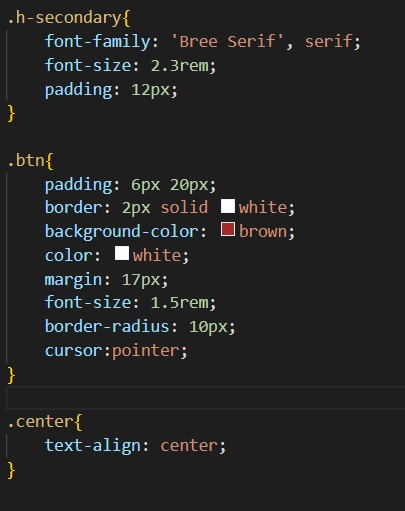 .h-secondary{
    font-family: 'Bree Serif', serif;
    font-size: 2.3rem;
    padding: 12px;
}

.btn{
    padding: 6px 20px;
    border: 2px solid white;
    background-color: brown;
    color: white;
    margin: 17px;
    font-size: 1.5rem;
    border-radius: 10px;
    cursor:pointer;
}

.center{
    text-align: center;
}